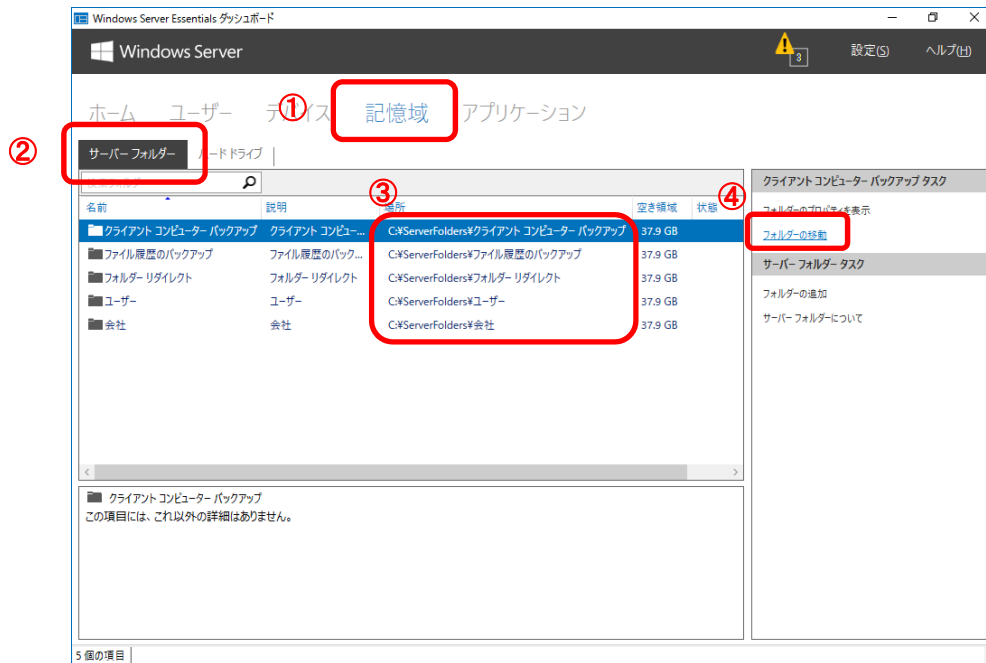 Windows Server Essentials ダッシュボード
Windows Server
3
設定(S)
ヘルプ(H)
①
ホーム ユーザー デバイス 記憶域 アプリケーション
②
サーバー フォルダー
ハード ドライブ
クライアント コンピューター バックアップ タスク
③
④
名前 説明 場所 空き領域 状態
フォルダーのプロパティを表示
クライアント コンピューター バックアップ クライアント コンピュー... C:¥ServerFolders¥クライアント コンピューター バックアップ 37.9 GB
フォルダーの移動
ファイル履歴のバックアップ ファイル履歴のバック... C:¥ServerFolders¥ファイル履歴のバックアップ 37.9 GB
サーバー フォルダー タスク
フォルダー リダイレクト フォルダー リダイレクト C:¥ServerFolders¥フォルダー リダイレクト 37.9 GB
フォルダーの追加
ユーザー ユーザー C:¥ServerFolders¥ユーザー 37.9 GB
サーバー フォルダーについて
会社 会社 C:¥ServerFolders¥会社 37.9 GB
クライアント コンピューター バックアップ
この項目には、これ以外の詳細はありません。
5 個の項目